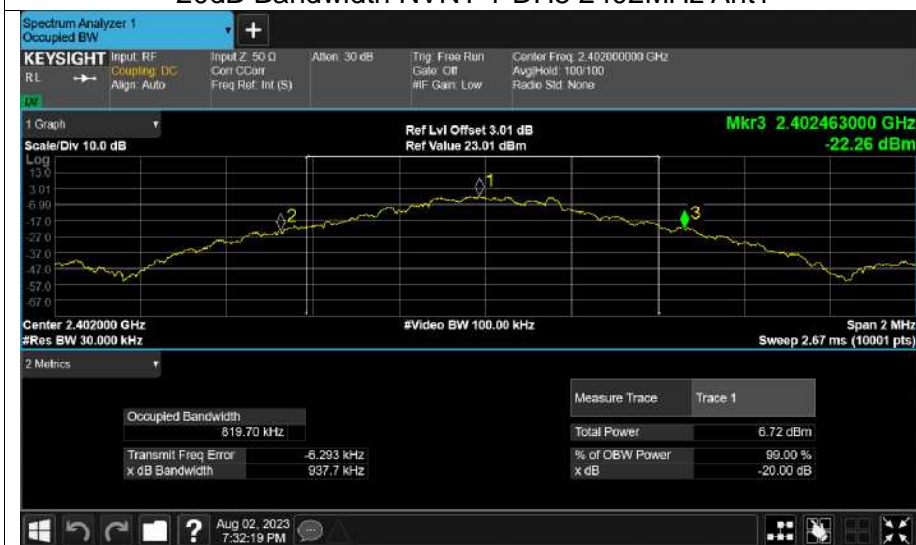 20dB Bandwidth NVNT 1-DH3 2402MHz Ant1
Spectrum Analyzer 1
Occupied BW
+
KEYSIGHT Input: RF Input Z: 50 Ω Atten: 30 dB Trig: Free Run Center Freq: 2.402000000 GHz
RL Coupling: DC Corr CCorr Gate: Off Avg|Hold: 100/100
Align: Auto Freq Ref: Int (S) #IF Gain: Low Radio Std: None
1 Graph
Ref Lvl Offset 3.01 dB Mkr3 2.402463000 GHz
Scale/Div 10.0 dB Ref Value 23.01 dBm -22.26 dBm
Log
13.0
3.01
-6.99
-17.0
-27.0
-37.0
-47.0
-57.0
-67.0
1
2
3
Center 2.402000 GHz #Video BW 100.00 kHz Span 2 MHz
#Res BW 30.000 kHz Sweep 2.67 ms (10001 pts)
2 Metrics
Measure Trace Trace 1
Occupied Bandwidth
819.70 kHz Total Power 6.72 dBm
Transmit Freq Error -6.293 kHz % of OBW Power 99.00 %
x dB Bandwidth 937.7 kHz x dB -20.00 dB
? Aug 02, 2023
7:32:19 PM